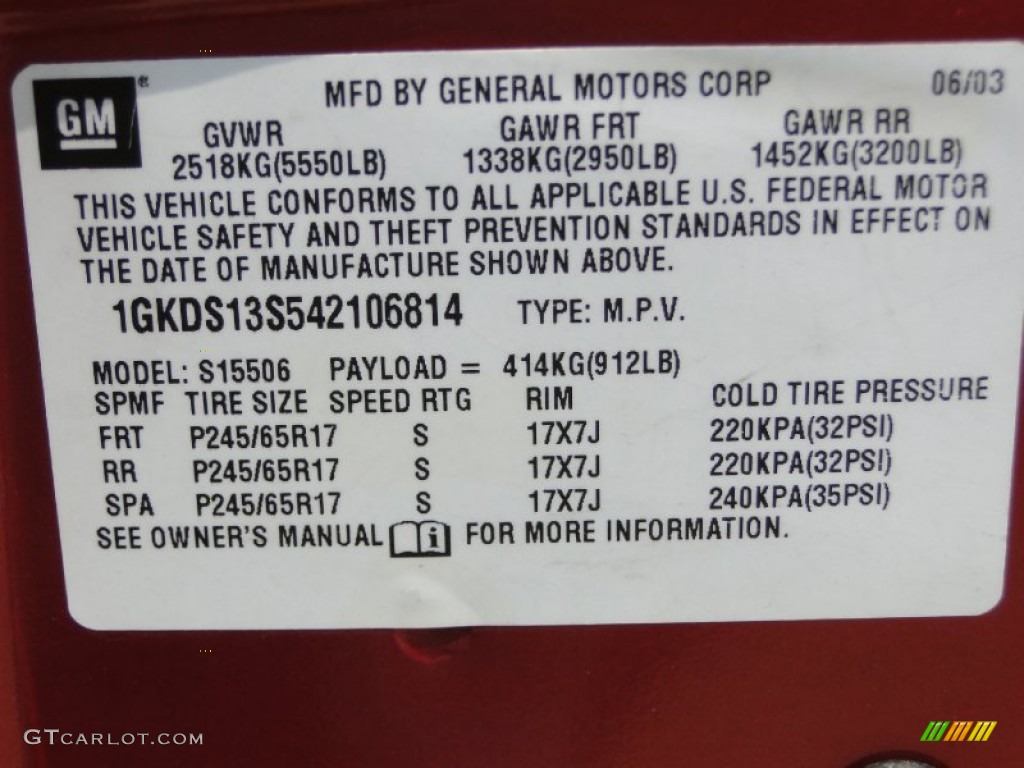 GM ® MFD BY GENERAL MOTORS CORP 06/03
GVWR GAWR FRT GAWR RR
2518KG(5550LB) 1338KG(2950LB) 1452KG(3200LB)
THIS VEHICLE CONFORMS TO ALL APPLICABLE U.S. FEDERAL MOTOR
VEHICLE SAFETY AND THEFT PREVENTION STANDARDS IN EFFECT ON
THE DATE OF MANUFACTURE SHOWN ABOVE.
1GKDS13S542106814 TYPE: M.P.V.
MODEL: S15506 PAYLOAD = 414KG(912LB)
SPMF TIRE SIZE SPEED RTG RIM COLD TIRE PRESSURE
FRT P245/65R17 S 17X7J 220KPA(32PSI)
RR P245/65R17 S 17X7J 220KPA(32PSI)
SPA P245/65R17 S 17X7J 240KPA(35PSI)
SEE OWNER'S MANUAL i FOR MORE INFORMATION.
GTCARLOT.COM